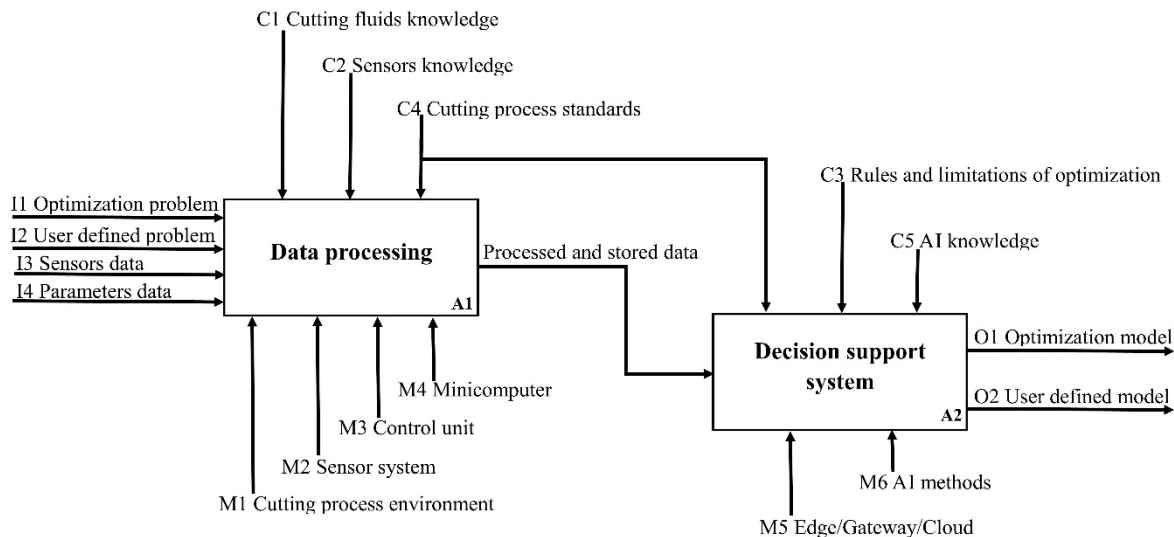 C1 Cutting fluids knowledge
C2 Sensors knowledge
C4 Cutting process standards
C3 Rules and limitations of optimization
C5 AI knowledge
I1 Optimization problem
I2 User defined problem
I3 Sensors data
I4 Parameters data
Data processing
A1
Processed and stored data
M4 Minicomputer
M3 Control unit
M2 Sensor system
M1 Cutting process environment
Decision support
system
A2
O1 Optimization model
O2 User defined model
M6 AI methods
M5 Edge/Gateway/Cloud